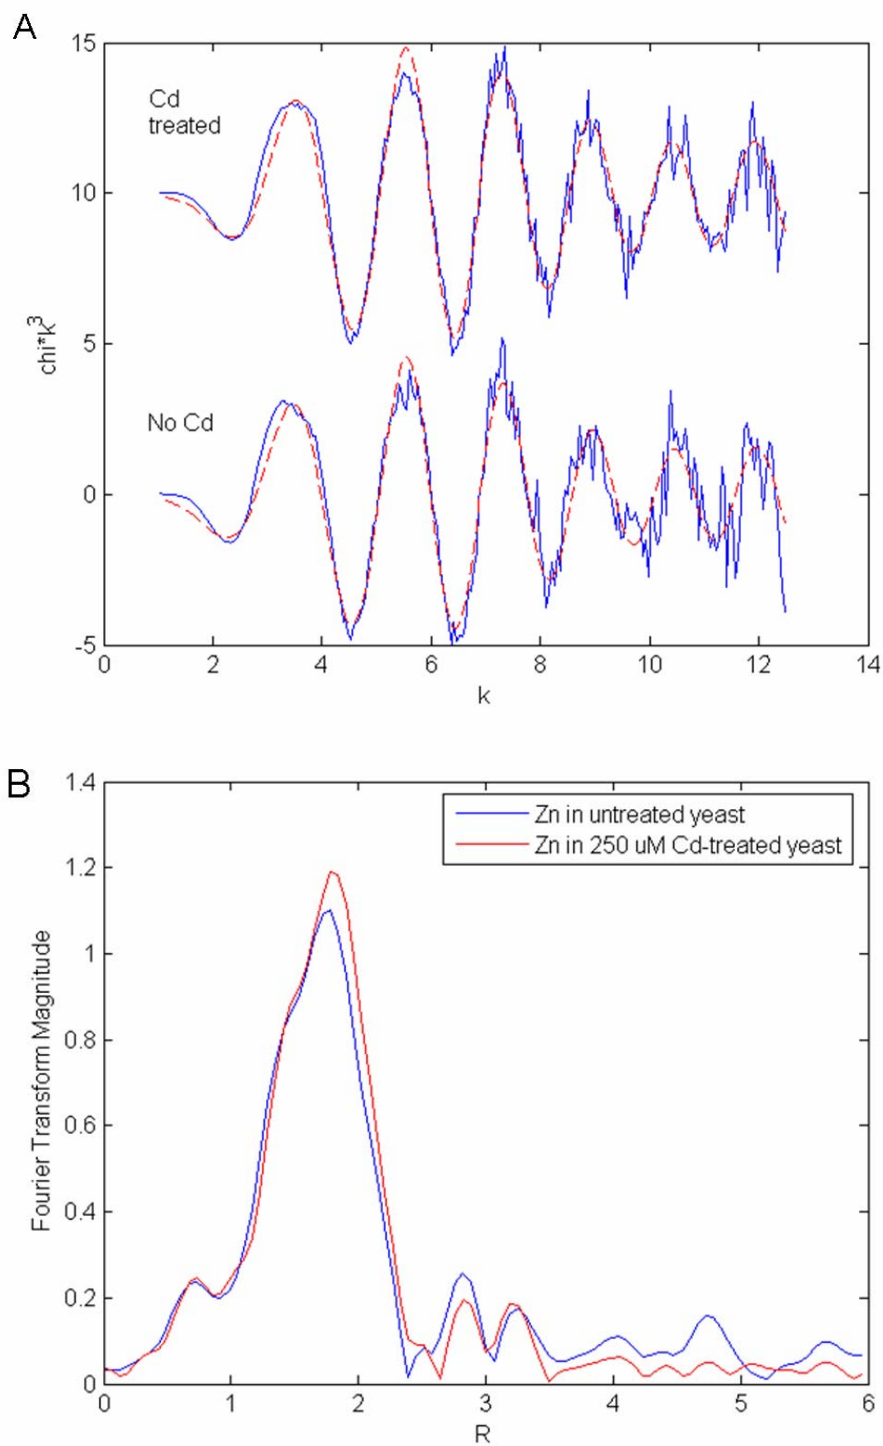 A
15
Cd
treated
10
chi*k³
5
No Cd
0
-5
0 2 4 6 8 10 12 14
k
B
1.4
Zn in untreated yeast
Zn in 250 uM Cd-treated yeast
1.2
1
Fourier Transform Magnitude
0.8
0.6
0.4
0.2
0
0 1 2 3 4 5 6
R